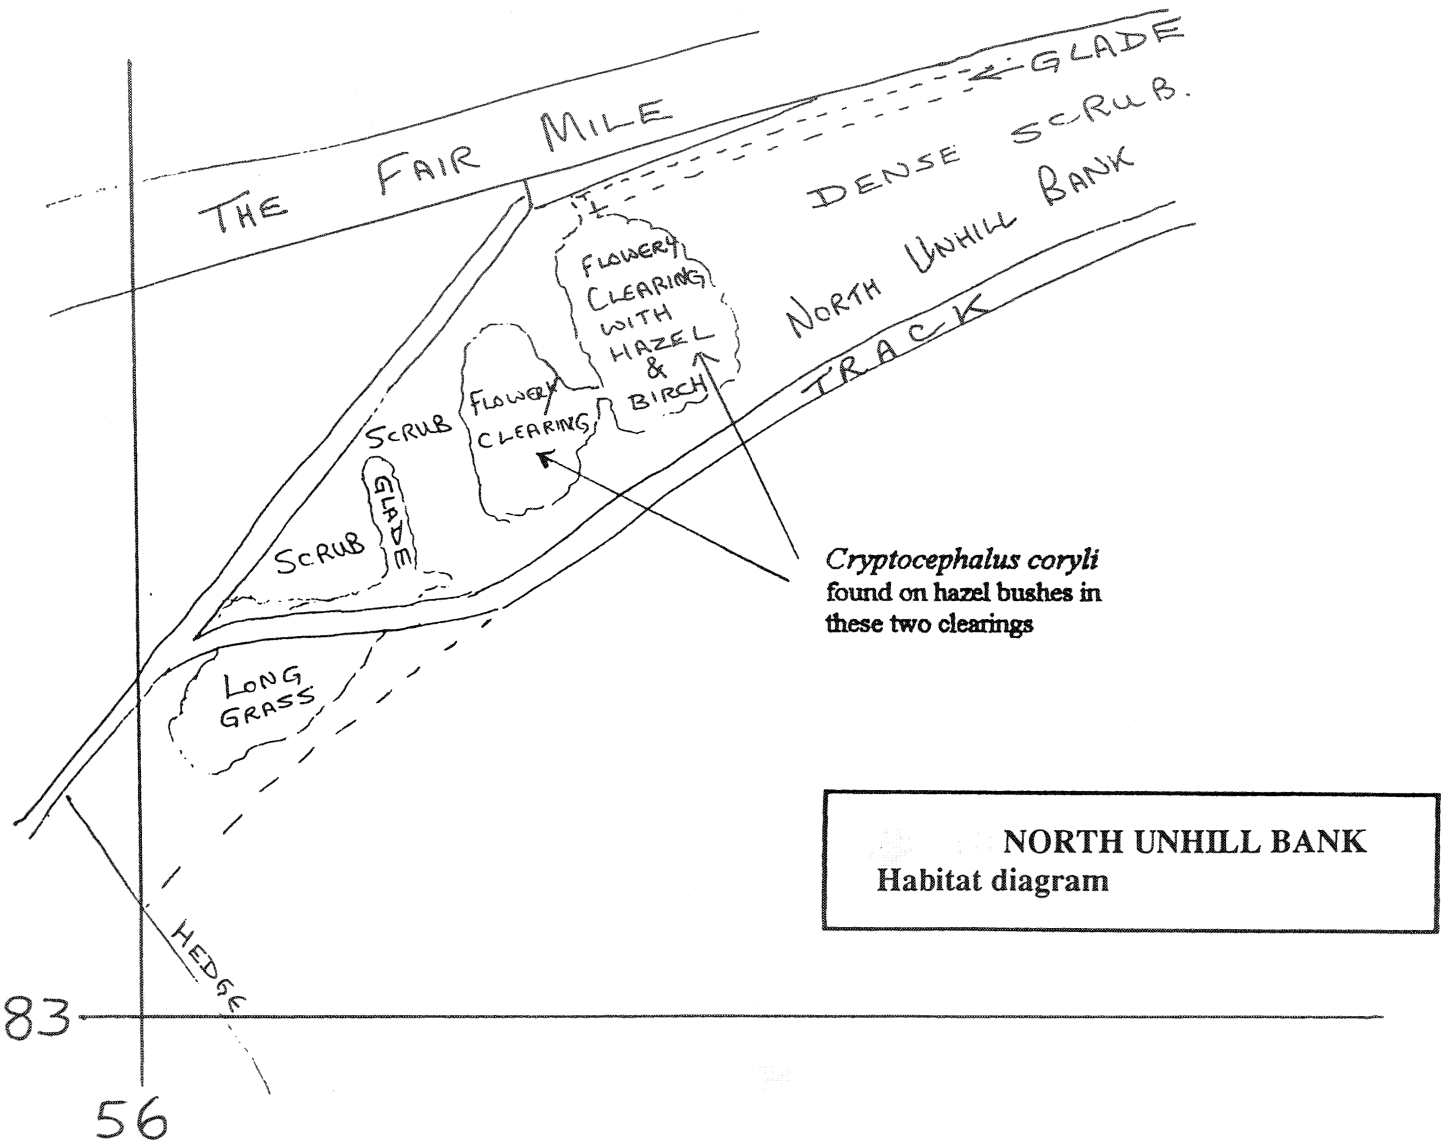 GLADE
THE FAIR MILE
DENSE SCRUB.
NORTH UNHILL BANK
FLOWERY
CLEARING
WITH
HAZEL
&
BIRCH
TRACK
FLOWERY
CLEARING
SCRUB
GLADE
SCRUB
Cryptocephalus coryli
found on hazel bushes in
these two clearings
LONG
GRASS
NORTH UNHILL BANK
Habitat diagram
HEDGE
83
56